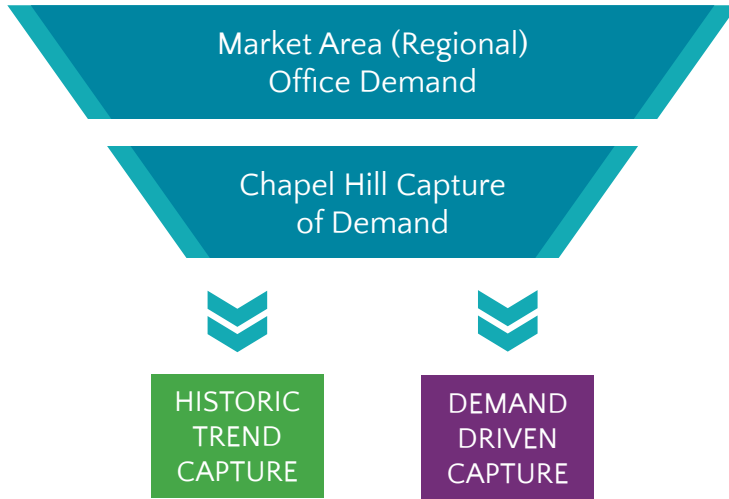 Market Area (Regional)
Office Demand
Chapel Hill Capture
of Demand
HISTORIC
TREND
CAPTURE
DEMAND
DRIVEN
CAPTURE